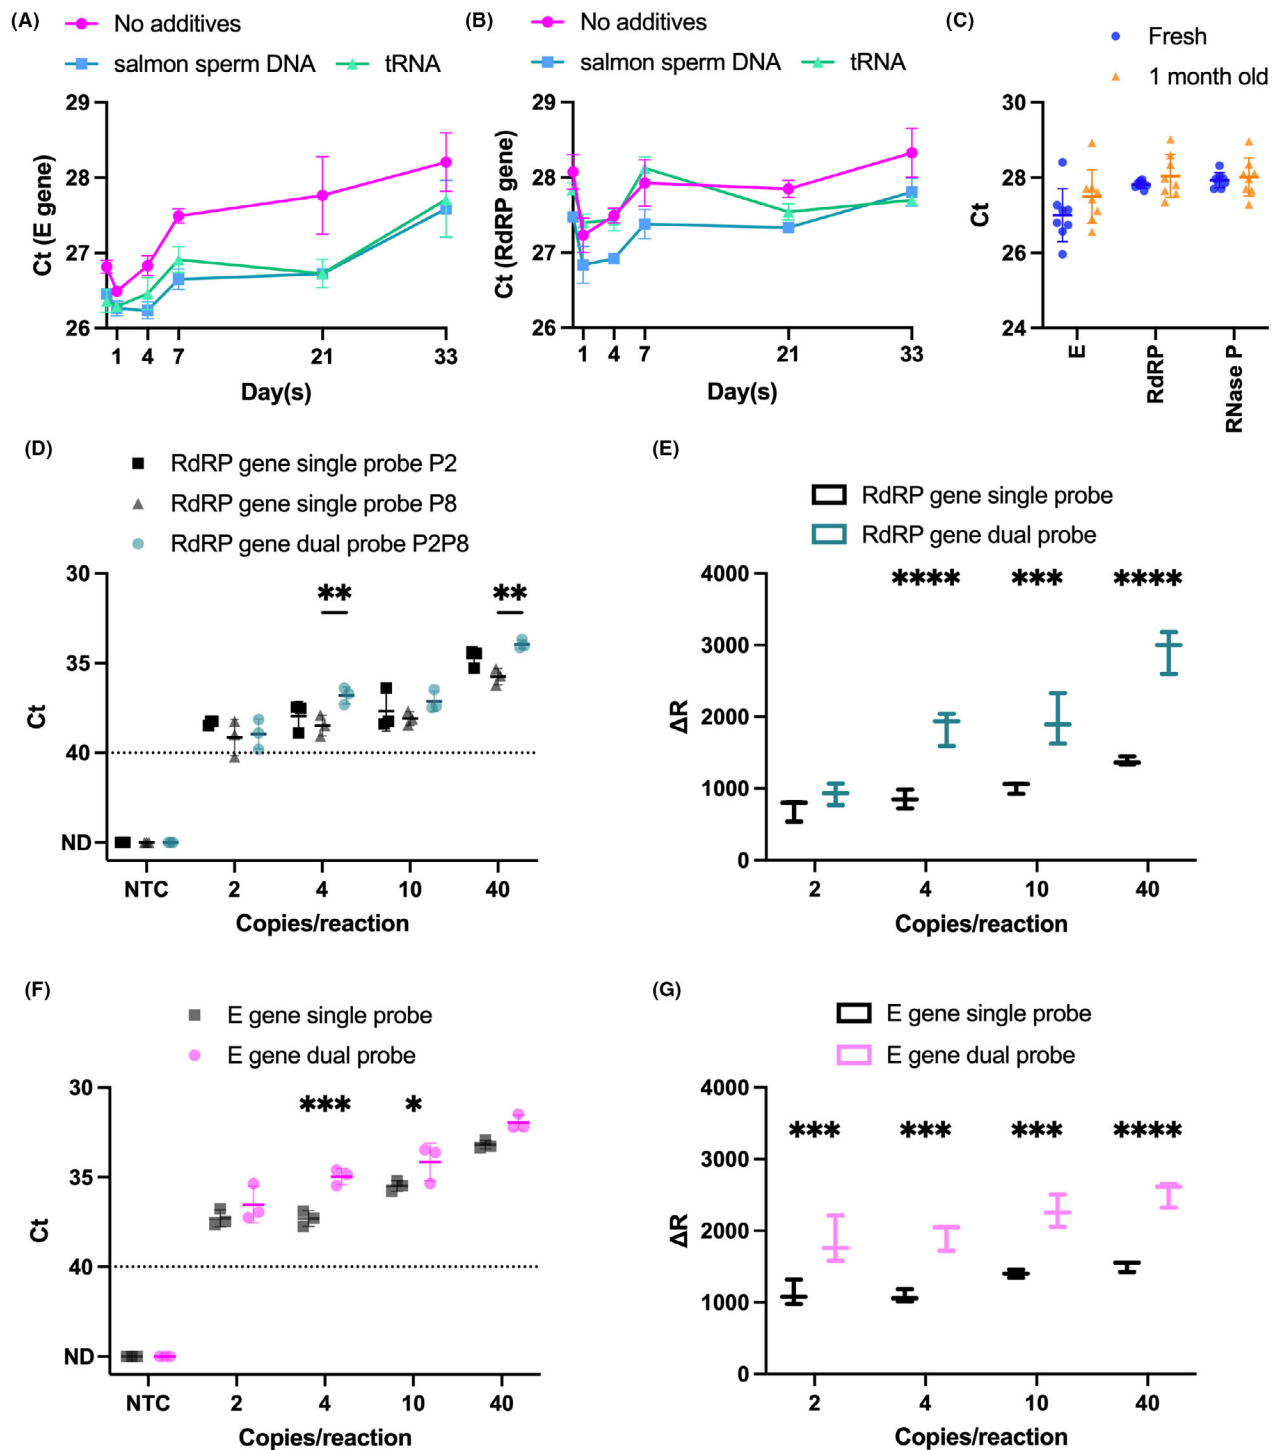 (A)
No additives
salmon sperm DNA
tRNA
Ct (E gene)
29
28
27
26
1 4 7 21 33
Day(s)
(B)
No additives
salmon sperm DNA
tRNA
Ct (RdRP gene)
29
28
27
26
1 4 7 21 33
Day(s)
(C)
Fresh
1 month old
Ct
30
28
26
24
E
RdRP
RNase P
(D)
RdRP gene single probe P2
RdRP gene single probe P8
RdRP gene dual probe P2P8
Ct
30
35
40
ND
** **
NTC 2 4 10 40
Copies/reaction
(E)
RdRP gene single probe
RdRP gene dual probe
ΔR
4000
3000
2000
1000
0
**** *** ****
2 4 10 40
Copies/reaction
(F)
E gene single probe
E gene dual probe
Ct
30
35
40
ND
*** *
NTC 2 4 10 40
Copies/reaction
(G)
E gene single probe
E gene dual probe
ΔR
4000
3000
2000
1000
0
*** *** *** ****
2 4 10 40
Copies/reaction